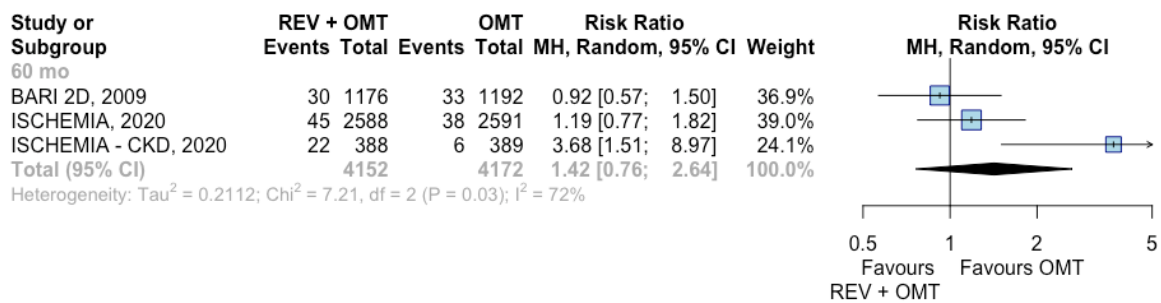 Study or REV + OMT OMT Risk Ratio Risk Ratio
Subgroup Events Total Events Total MH, Random, 95% CI Weight MH, Random, 95% CI
60 mo
BARI 2D, 2009 30 1176 33 1192 0.92 [0.57; 1.50] 36.9%
ISCHEMIA, 2020 45 2588 38 2591 1.19 [0.77; 1.82] 39.0%
ISCHEMIA - CKD, 2020 22 388 6 389 3.68 [1.51; 8.97] 24.1%
Total (95% CI) 4152 4172 1.42 [0.76; 2.64] 100.0%
Heterogeneity: Tau² = 0.2112; Chi² = 7.21, df = 2 (P = 0.03); I² = 72%
0.5 1 2 5
Favours Favours OMT
REV + OMT